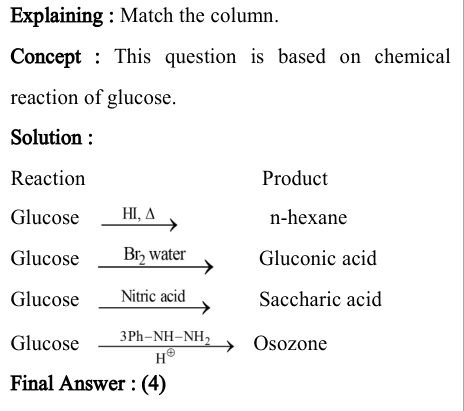 Explaining : Match the column.
Concept : This question is based on chemical
reaction of glucose.
Solution :
Reaction Product
Glucose HI, Δ n-hexane
Glucose Br₂ water Gluconic acid
Glucose Nitric acid Saccharic acid
Glucose 3Ph–NH–NH₂ H⊕ Osozone
Final Answer : (4)